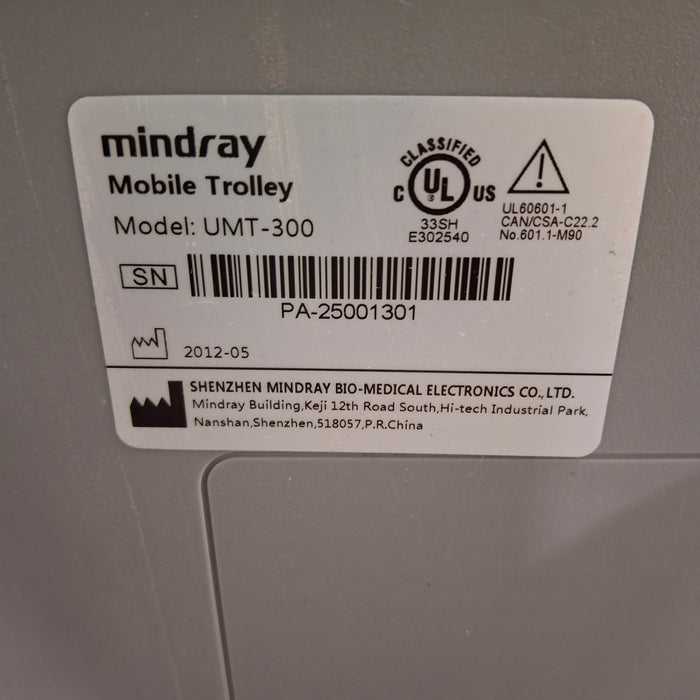 mindray
Mobile Trolley
Model: UMT-300
CLASSIFIED
C UL US
33SH
E302540
UL60601-1
CAN/CSA-C22.2
No.601.1-M90
SN
PA-25001301
2012-05
SHENZHEN MINDRAY BIO-MEDICAL ELECTRONICS CO.,LTD.
Mindray Building,Keji 12th Road South,Hi-tech Industrial Park,
Nanshan,Shenzhen,518057,P.R.China